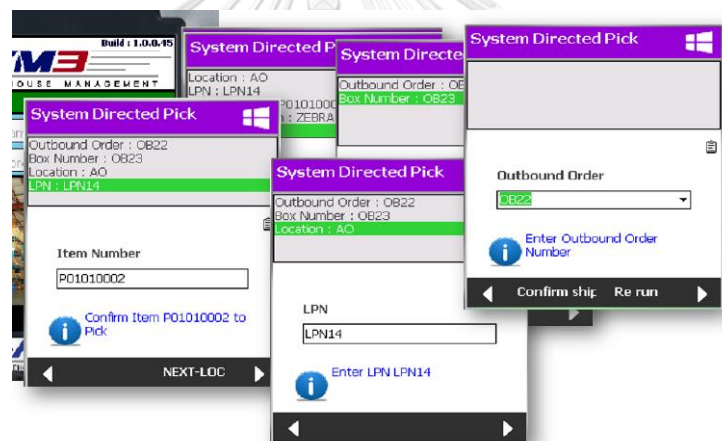 Build : 1.0.0.45
M3
OUSE MANAGEMENT
System Directed P
Location : AO
LPN : LPN14
P0101000
: ZEBRA
System Directe
Outbound Order : OB
Box Number : OB23
System Directed Pick
Outbound Order
OB22
Enter Outbound Order
Number
Confirm ship Re run
System Directed Pick
Outbound Order : OB22
Box Number : OB23
Location : AO
LPN : LPN14
Item Number
P01010002
Confirm Item P01010002 to
Pick
NEXT-LOC
System Directed Pick
Outbound Order : OB22
Box Number : OB23
Location : AO
LPN
LPN14
Enter LPN LPN14